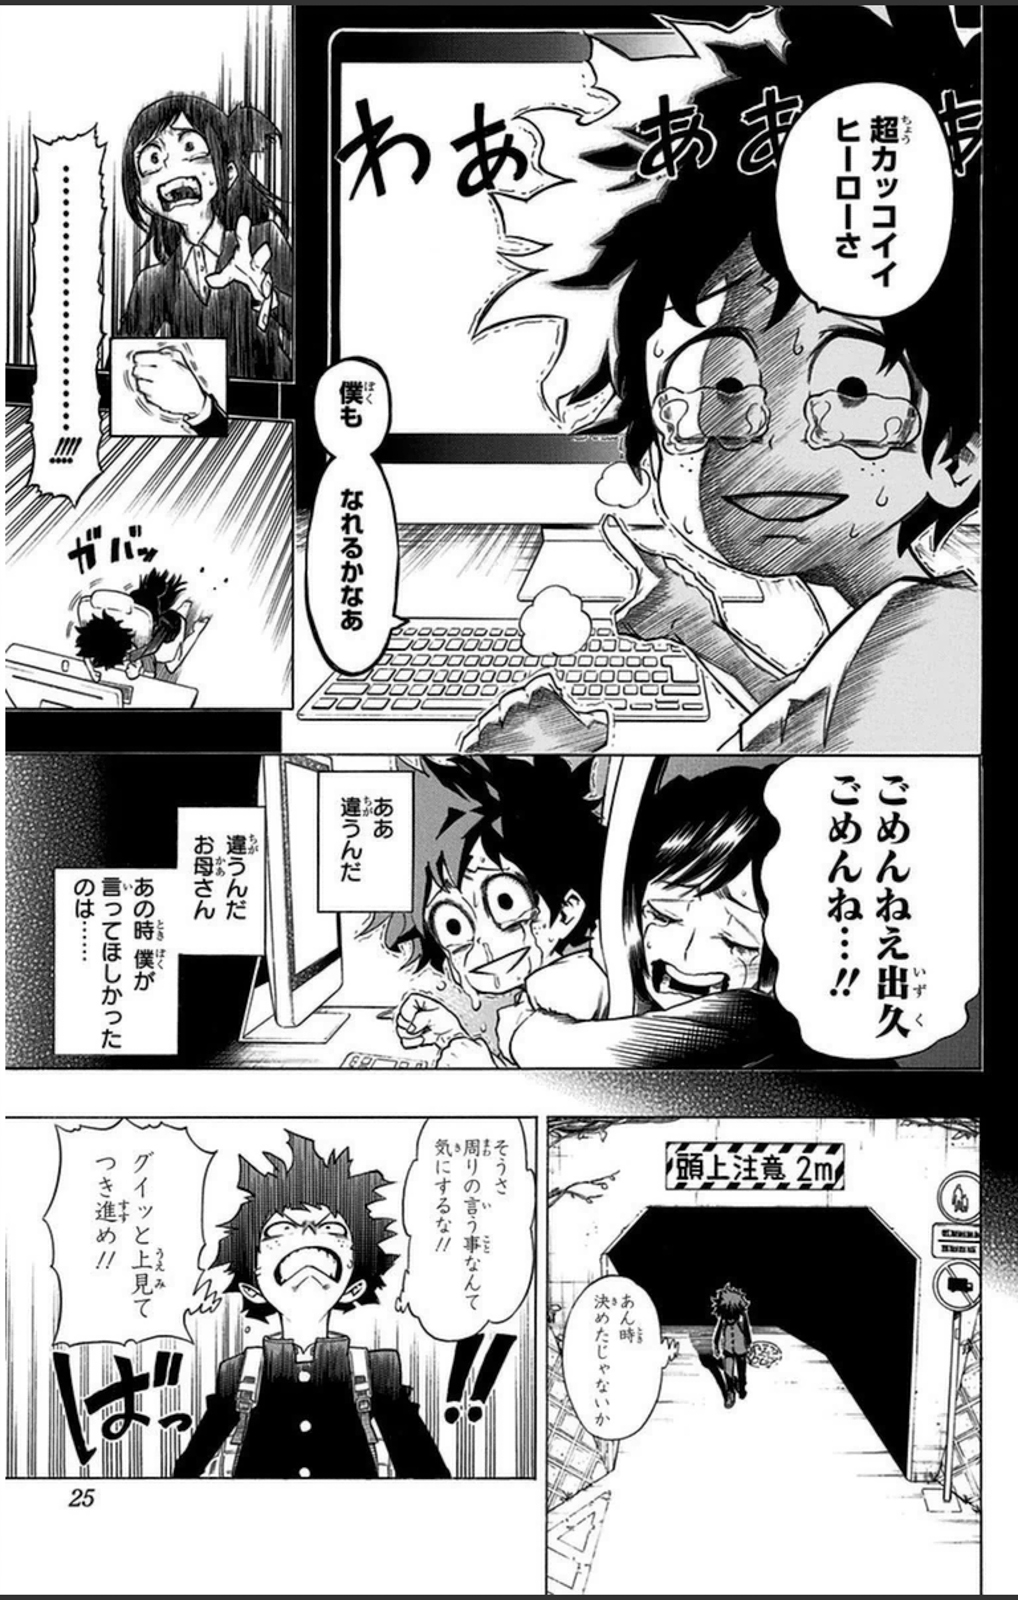 わぁぁぁぁ
超カッコイイ
ヒーローさ
僕も
なれるかなあ
……………………!!!!!
ガバッ
ごめんねえ出久
ごめんね…!!
ああ
違うんだ
違うんだ
お母さん
あの時 僕が
言ってほしかった
のは……
頭上注意 2m
あん時
決めたじゃないか
そうさ
周りの言う事なんて
気にするな!!
グイッと上見て
つき進め!!
ばっ!!
25